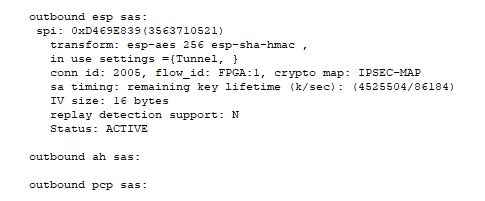 outbound esp sas:
spi: 0xD469E839(3563710521)
transform: esp-aes 256 esp-sha-hmac ,
in use settings ={Tunnel, }
conn id: 2005, flow_id: FPGA:1, crypto map: IPSEC-MAP
sa timing: remaining key lifetime (k/sec): (4525504/86184)
IV size: 16 bytes
replay detection support: N
Status: ACTIVE
outbound ah sas:
outbound pcp sas: